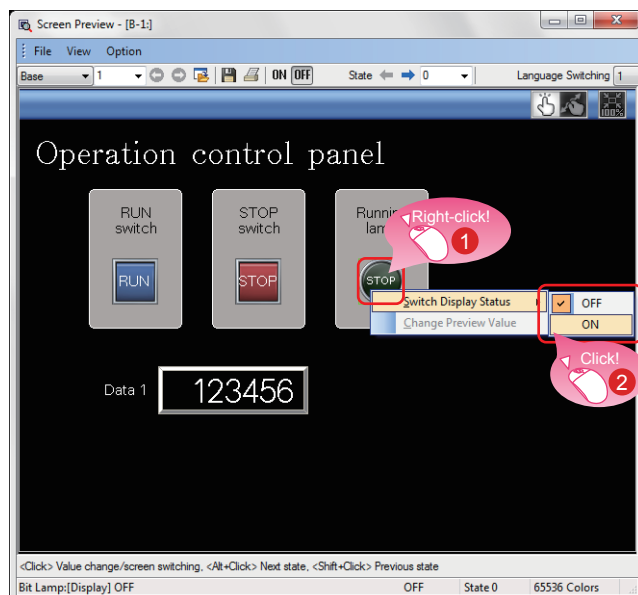 Screen Preview - [B-1:]
File View Option
Base 1 ON OFF State 0 Language Switching 1
100%
Operation control panel
RUN switch
STOP switch
Right-click!
1
RUN
STOP
STOP
Switch Display Status
OFF
Change Preview Value
ON
Click!
2
Data 1 123456
<Click> Value change/screen switching, <Alt+Click> Next state, <Shift+Click> Previous state
Bit Lamp:[Display] OFF OFF State 0 65536 Colors